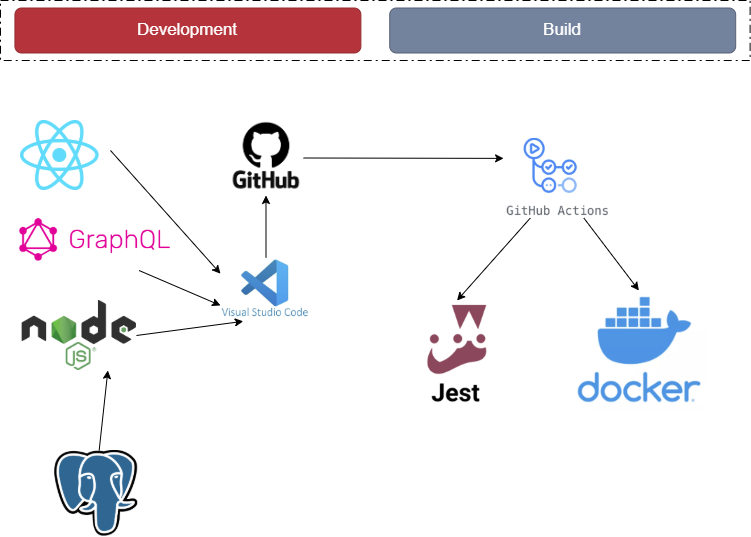 Development
Build
GitHub
GitHub Actions
GraphQL
Visual Studio Code
node
JS
Jest
docker